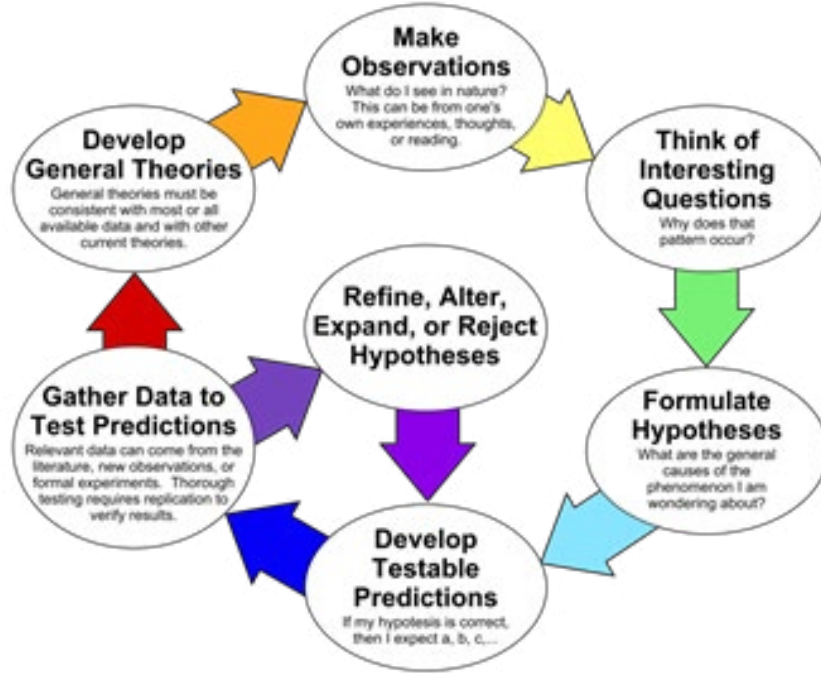 Make
Observations
What do I see in nature?
This can be from one's
own experiences, thoughts,
or reading.
Think of
Interesting
Questions
Why does that
pattern occur?
Formulate
Hypotheses
What are the general
causes of the
phenomenon I am
wondering about?
Develop
Testable
Predictions
If my hypotesis is correct,
then I expect a, b, c,...
Gather Data to
Test Predictions
Relevant data can come from the
literature, new observations, or
formal experiments. Thorough
testing requires replication to
verify results.
Refine, Alter,
Expand, or Reject
Hypotheses
Develop
General Theories
General theories must be
consistent with most or all
available data and with other
current theories.